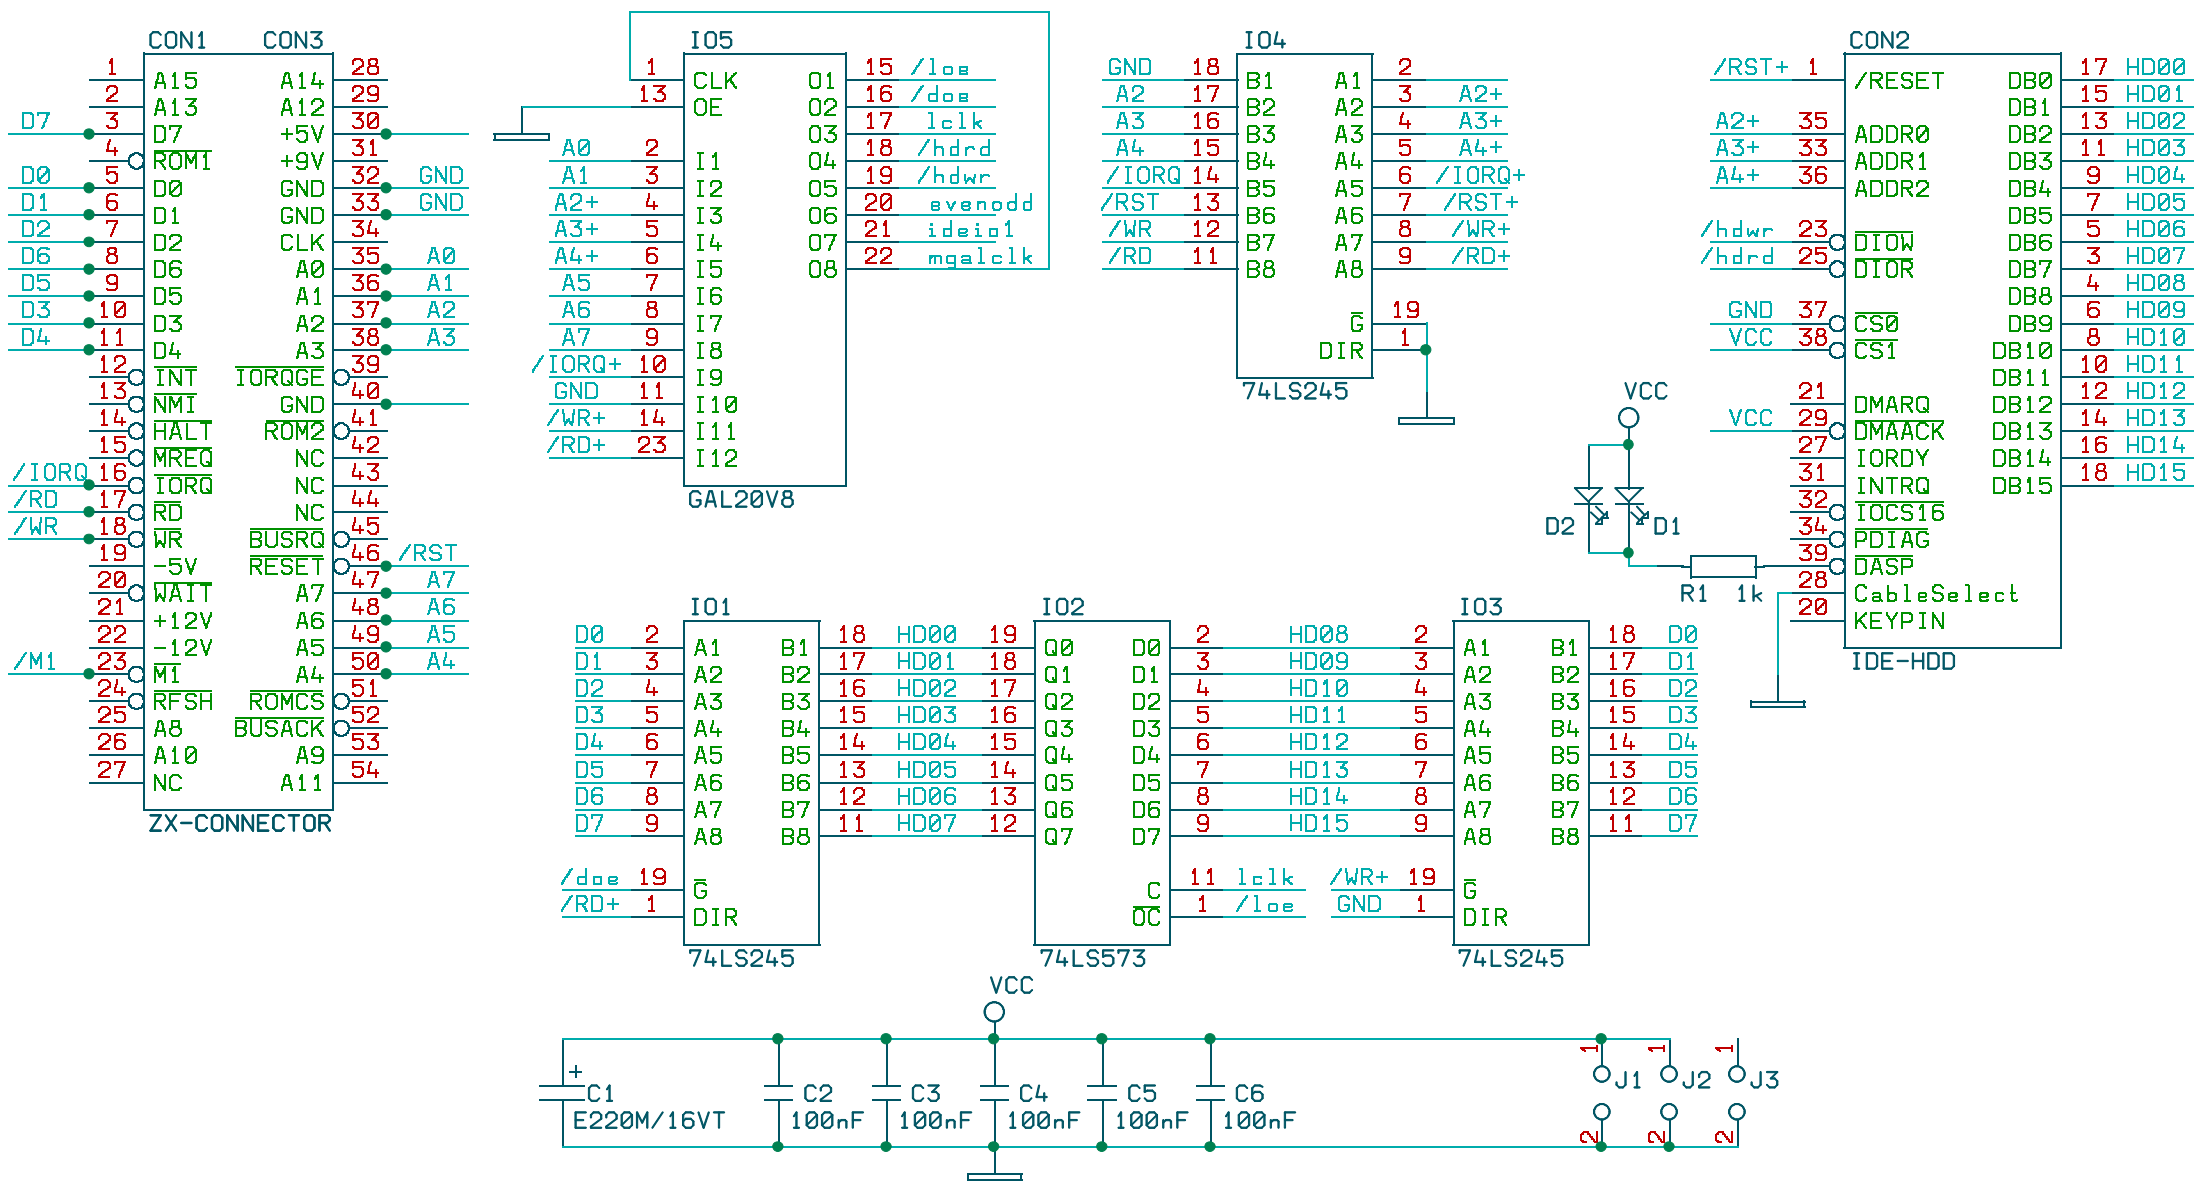 CON1 CON3
1 A15 A14 28
2 A13 A12 29
D7 3 D7 +5V 30
4 ROM1 +9V 31
D0 5 D0 GND 32 GND
D1 6 D1 GND 33 GND
D2 7 D2 CLK 34
D6 8 D6 A0 35 A0
D5 9 D5 A1 36 A1
D3 10 D3 A2 37 A2
D4 11 D4 A3 38 A3
12 INT IORQGE 39
13 NMI GND 40
14 HALT ROM2 41
15 MREQ NC 42
/IORQ 16 IORQ NC 43
/RD 17 RD NC 44
/WR 18 WR BUSRQ 45
19 -5V RESET 46 /RST
20 WAIT A7 47 A7
21 +12V A6 48 A6
22 -12V A5 49 A5
/M1 23 M1 A4 50 A4
24 RFSH ROMCS 51
25 A8 BUSACK 52
26 A10 A9 53
27 NC A11 54
ZX-CONNECTOR
IO5
1 CLK O1 15 /loe
13 OE O2 16 /doe
O3 17 lclk
A0 2 I1 O4 18 /hdrd
A1 3 I2 O5 19 /hdwr
A2+ 4 I3 O6 20 evenodd
A3+ 5 I4 O7 21 ideio1
A4+ 6 I5 O8 22 mgalclk
A5 7 I6
A6 8 I7
A7 9 I8
/IORQ+ 10 I9
GND 11 I10
/WR+ 14 I11
/RD+ 23 I12
GAL20V8
IO4
GND 18 B1 A1 2
A2 17 B2 A2 3 A2+
A3 16 B3 A3 4 A3+
A4 15 B4 A4 5 A4+
/IORQ 14 B5 A5 6 /IORQ+
/RST 13 B6 A6 7 /RST+
/WR 12 B7 A7 8 /WR+
/RD 11 B8 A8 9 /RD+
G 19
DIR 1
74LS245
CON2
/RST+ 1 /RESET DB0 17 HD00
DB1 15 HD01
A2+ 35 ADDR0 DB2 13 HD02
A3+ 33 ADDR1 DB3 11 HD03
A4+ 36 ADDR2 DB4 9 HD04
DB5 7 HD05
/hdwr 23 DIOW DB6 5 HD06
/hdrd 25 DIOR DB7 3 HD07
DB8 4 HD08
GND 37 CS0 DB9 6 HD09
VCC 38 CS1 DB10 8 HD10
DB11 10 HD11
21 DMARQ DB12 12 HD12
VCC 29 DMAACK DB13 14 HD13
27 IORDY DB14 16 HD14
31 INTRQ DB15 18 HD15
32 IOCS16
34 PDIAG
39 DASP
28 CableSelect
20 KEYPIN
IDE-HDD
VCC
D2 D1
R1 1k
IO1
D0 2 A1 B1 18 HD00
D1 3 A2 B2 17 HD01
D2 4 A3 B3 16 HD02
D3 5 A4 B4 15 HD03
D4 6 A5 B5 14 HD04
D5 7 A6 B6 13 HD05
D6 8 A7 B7 12 HD06
D7 9 A8 B8 11 HD07
/doe 19 G
/RD+ 1 DIR
74LS245
IO2
19 Q0 D0 2 HD08
18 Q1 D1 3 HD09
17 Q2 D2 4 HD10
16 Q3 D3 5 HD11
15 Q4 D4 6 HD12
14 Q5 D5 7 HD13
13 Q6 D6 8 HD14
12 Q7 D7 9 HD15
C 11 lclk
OC 1 /loe
74LS573
IO3
2 A1 B1 18 D0
3 A2 B2 17 D1
4 A3 B3 16 D2
5 A4 B4 15 D3
6 A5 B5 14 D4
7 A6 B6 13 D5
8 A7 B7 12 D6
9 A8 B8 11 D7
/WR+ 19 G
GND 1 DIR
74LS245
VCC
1 1 1
+ C1 C2 C3 C4 C5 C6 J1 J2 J3
E220M/16VT 100nF 100nF 100nF 100nF 100nF
2 2 2